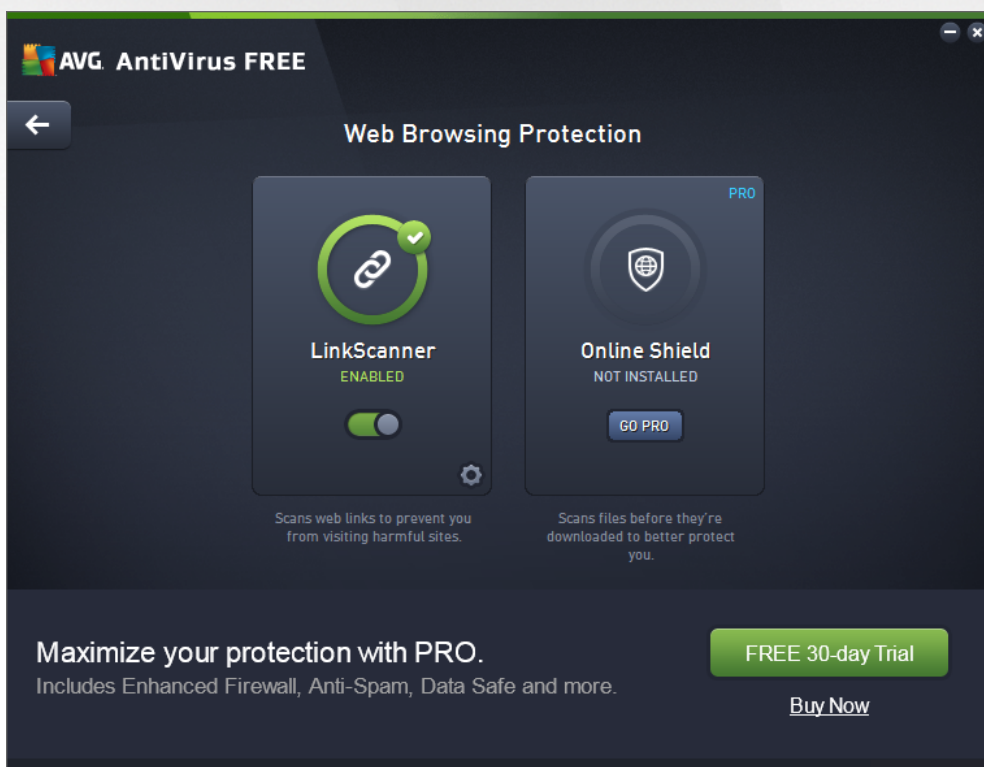 AVG AntiVirus FREE
Web Browsing Protection
PRO
LinkScanner
ENABLED
Online Shield
NOT INSTALLED
GO PRO
Scans web links to prevent you
from visiting harmful sites.
Scans files before they're
downloaded to better protect
you.
Maximize your protection with PRO.
Includes Enhanced Firewall, Anti-Spam, Data Safe and more.
FREE 30-day Trial
Buy Now